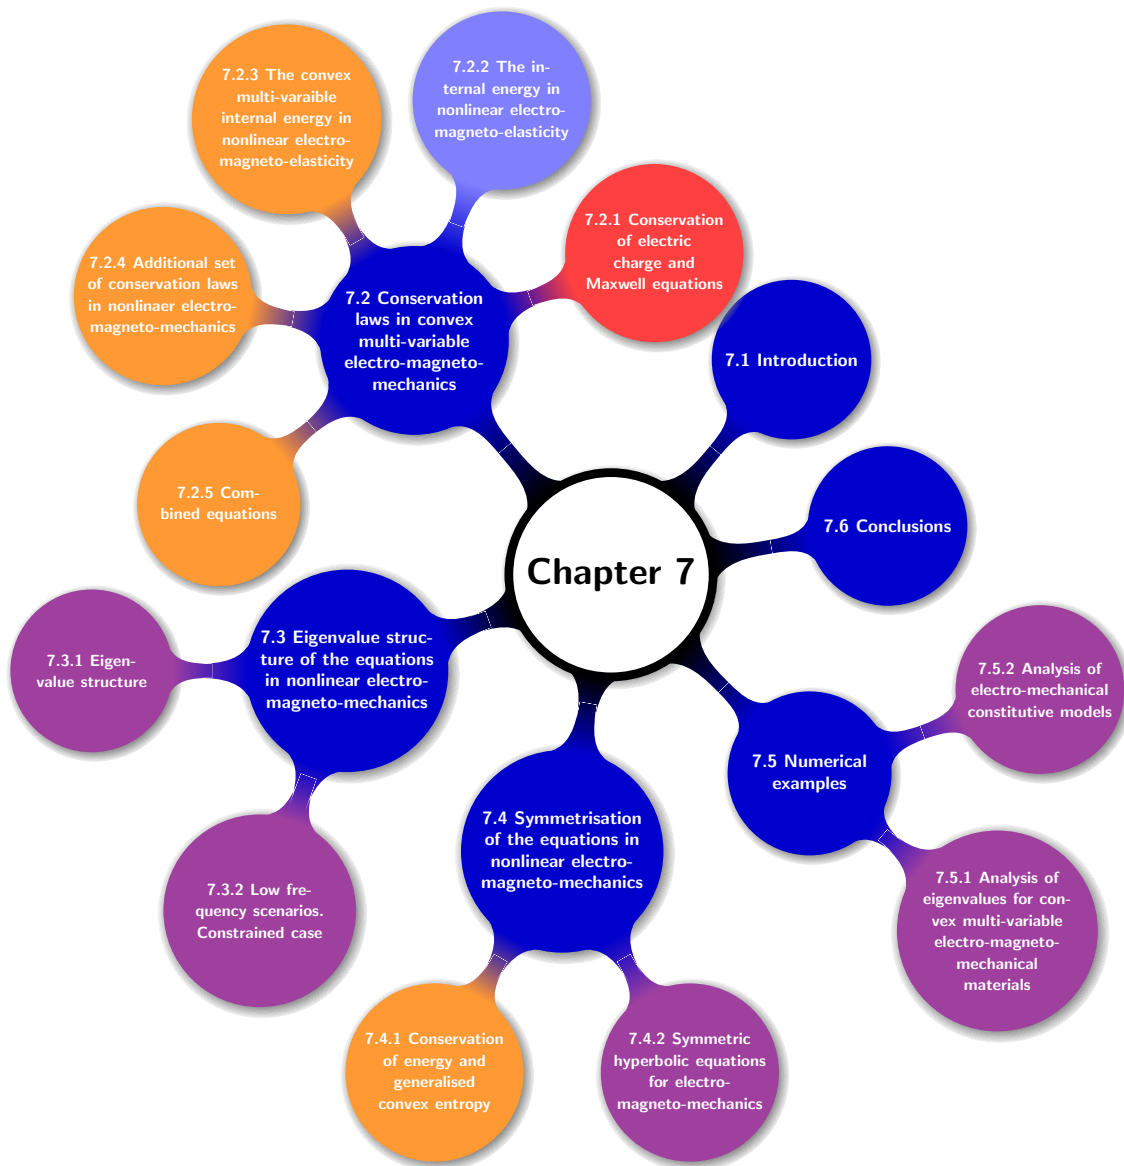 7.2.3 The convex
multi-varaible
internal energy in
nonlinear electro-
magneto-elasticity
7.2.2 The in-
ternal energy in
nonlinear electro-
magneto-elasticity
7.2.1 Conservation
of electric
charge and
Maxwell equations
7.2.4 Additional set
of conservation laws
in nonlinaer electro-
magneto-mechanics
7.2 Conservation
laws in convex
multi-variable
electro-magneto-
mechanics
7.1 Introduction
7.2.5 Com-
bined equations
7.6 Conclusions
Chapter 7
7.3.1 Eigen-
value structure
7.3 Eigenvalue struc-
ture of the equations
in nonlinear electro-
magneto-mechanics
7.5.2 Analysis of
electro-mechanical
constitutive models
7.5 Numerical
examples
7.4 Symmetrisation
of the equations in
nonlinear electro-
magneto-mechanics
7.3.2 Low fre-
quency scenarios.
Constrained case
7.5.1 Analysis of
eigenvalues for con-
vex multi-variable
electro-magneto-
mechanical
materials
7.4.1 Conservation
of energy and
generalised
convex entropy
7.4.2 Symmetric
hyperbolic equations
for electro-
magneto-mechanics